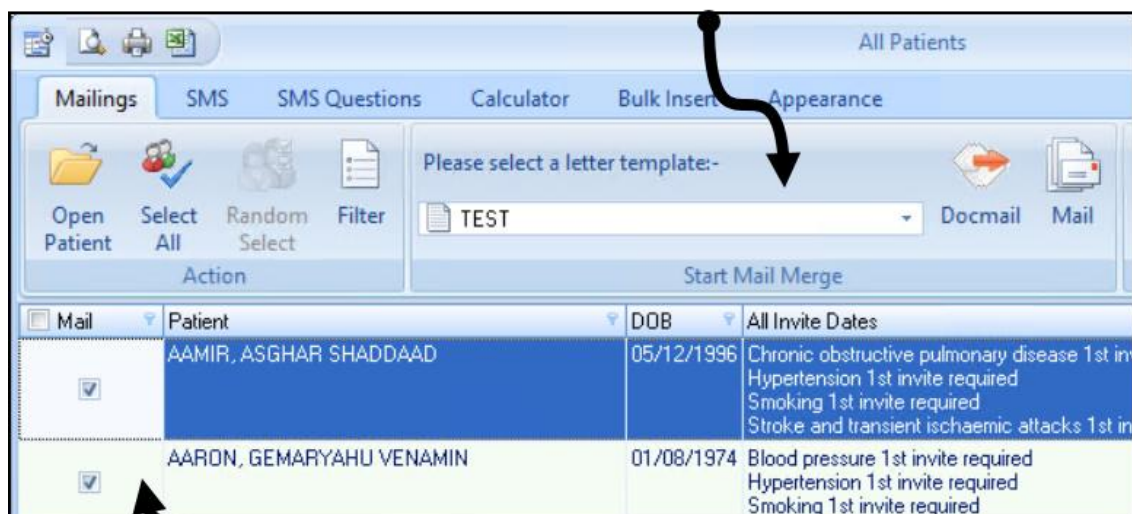 All Patients
Mailings SMS SMS Questions Calculator Bulk Insert Appearance
Please select a letter template:-
TEST
Open Patient
Select All
Random Select
Filter
Docmail
Mail
Action
Start Mail Merge
Mail Patient DOB All Invite Dates
AAMIR, ASGHAR SHADDAAD 05/12/1996 Chronic obstructive pulmonary disease 1st
Hypertension 1st invite required
Smoking 1st invite required
Stroke and transient ischaemic attacks 1st
AARON, GEMARYAHU VENAMIN 01/08/1974 Blood pressure 1st invite required
Hypertension 1st invite required
Smoking 1st invite required